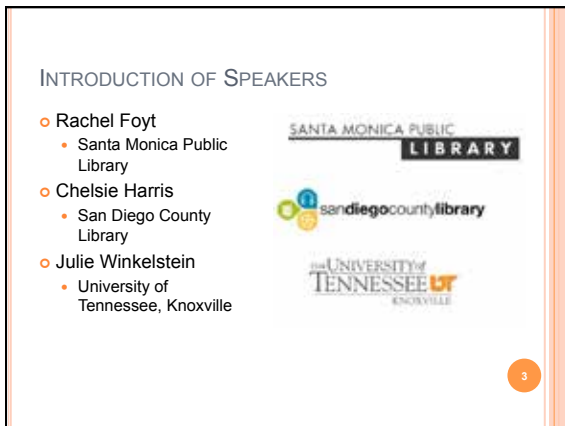 INTRODUCTION OF SPEAKERS
Rachel Foyt
Santa Monica Public
Library
Chelsie Harris
San Diego County
Library
Julie Winkelstein
University of
Tennessee, Knoxville
SANTA MONICA PUBLIC
LIBRARY
sandiegocountylibrary
THE UNIVERSITY of
TENNESSEE UT
KNOXVILLE
3